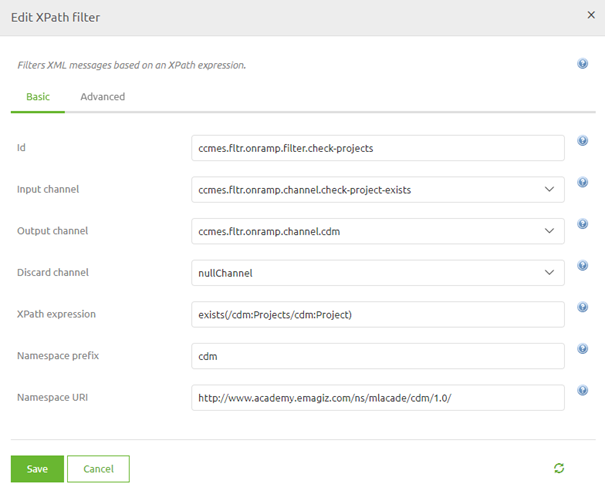 Edit XPath filter
Filters XML messages based on an XPath expression.
Basic Advanced
Id ccmes.fltr.onramp.filter.check-projects
Input channel ccmes.fltr.onramp.channel.check-project-exists
Output channel ccmes.fltr.onramp.channel.cdm
Discard channel nullChannel
XPath expression exists(/cdm:Projects/cdm:Project)
Namespace prefix cdm
Namespace URI http://www.academy.emagiz.com/ns/mlacade/cdm/1.0/
Save Cancel